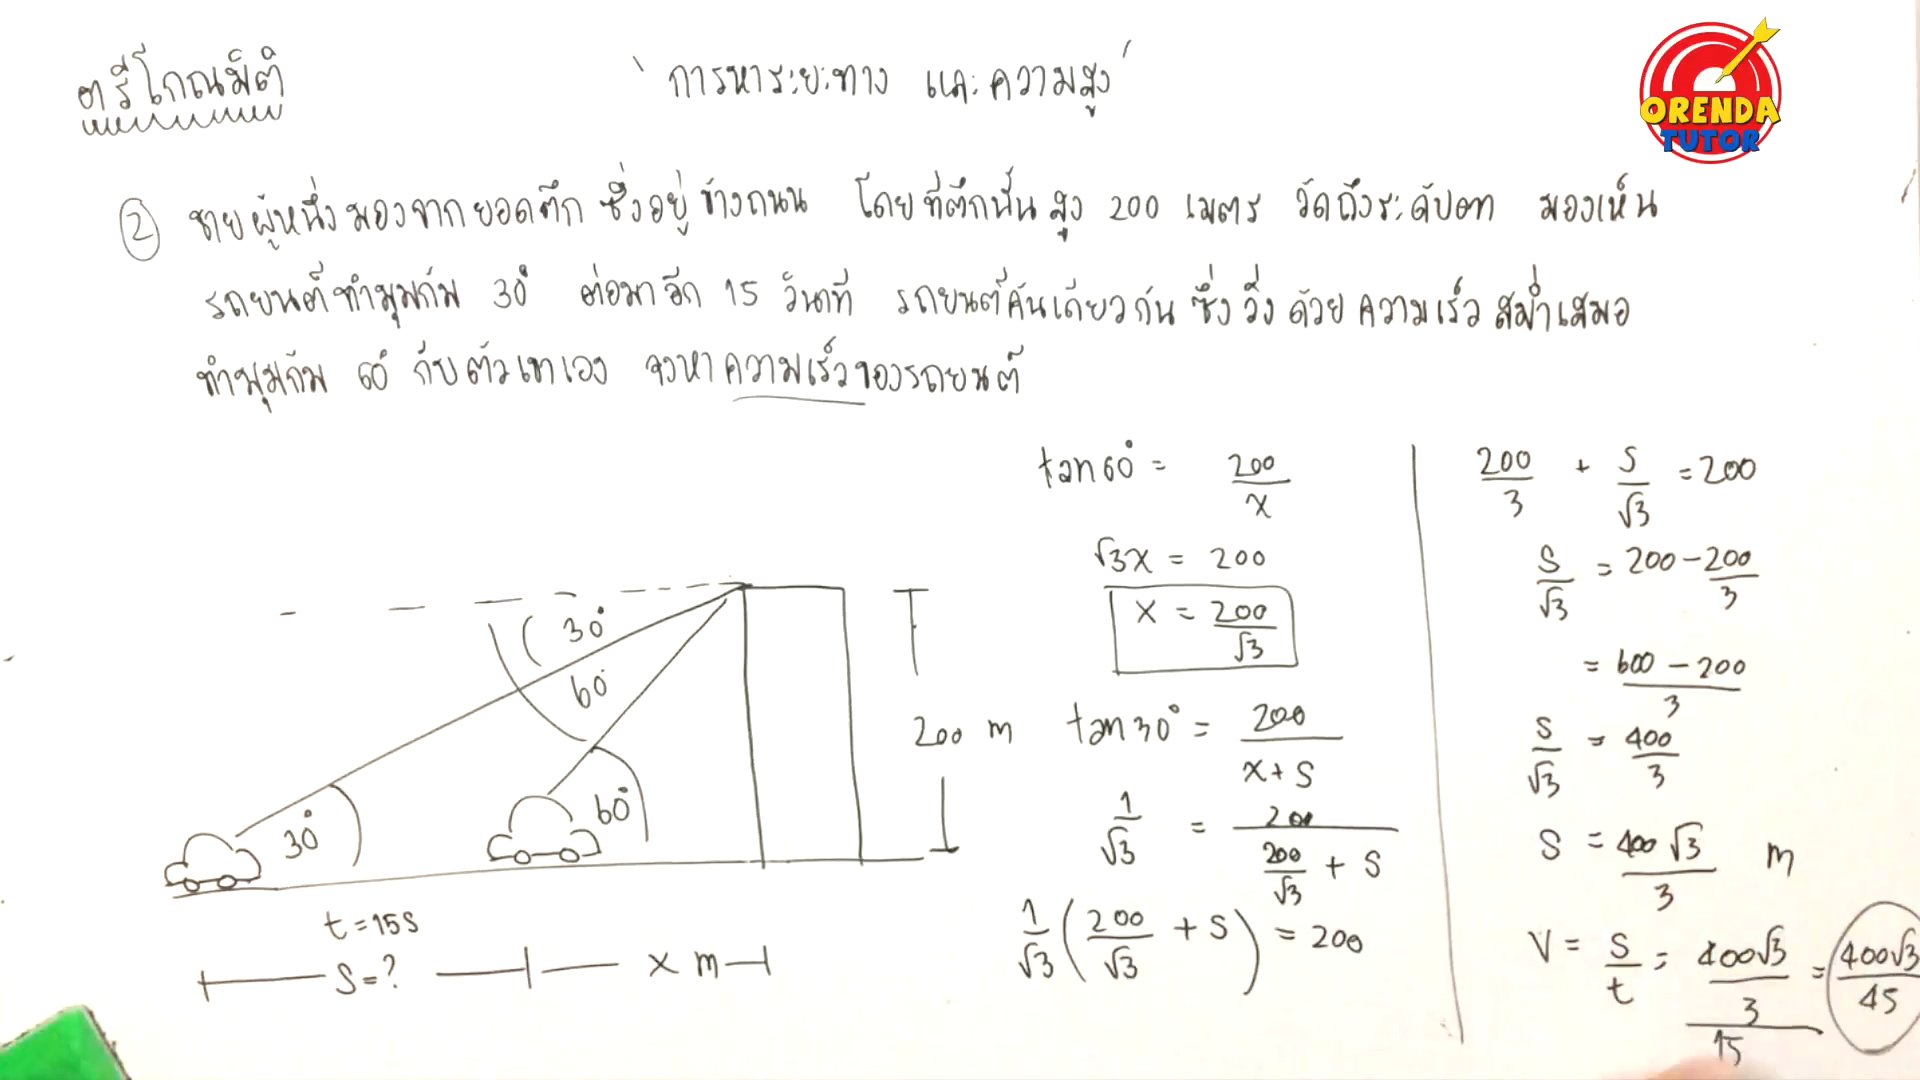 ตรีโกณมิติ
'การหาระยะทาง และความสูง'
ORENDA
TUTOR
② ชายผู้หนึ่งมองจากยอดตึก ซึ่งอยู่ข้างถนน โดยที่ตึกนั้นสูง 200 เมตร วัดถึงระดับตา มองเห็น
รถยนต์ทำมุมก้ม 30° ต่อมาอีก 15 วินาที รถยนต์คันเดียวกัน ซึ่งวิ่งด้วยความเร็วสม่ำเสมอ
ทำมุมก้ม 60° กับตัวเขาเอง จงหาความเร็วของรถยนต์
30°
60°
30°
60°
200 m
t = 15 s
s = ?
x m
tan 60° = 200/x
√3x = 200
x = 200/√3
tan 30° = 200/(x + s)
1/√3 = 200/(200/√3 + s)
1/√3 (200/√3 + s) = 200
200/3 + s/√3 = 200
s/√3 = 200 − 200/3
= (600 − 200)/3
s/√3 = 400/3
s = 400√3/3 m
v = s/t = (400√3/3)/15 = 400√3/45